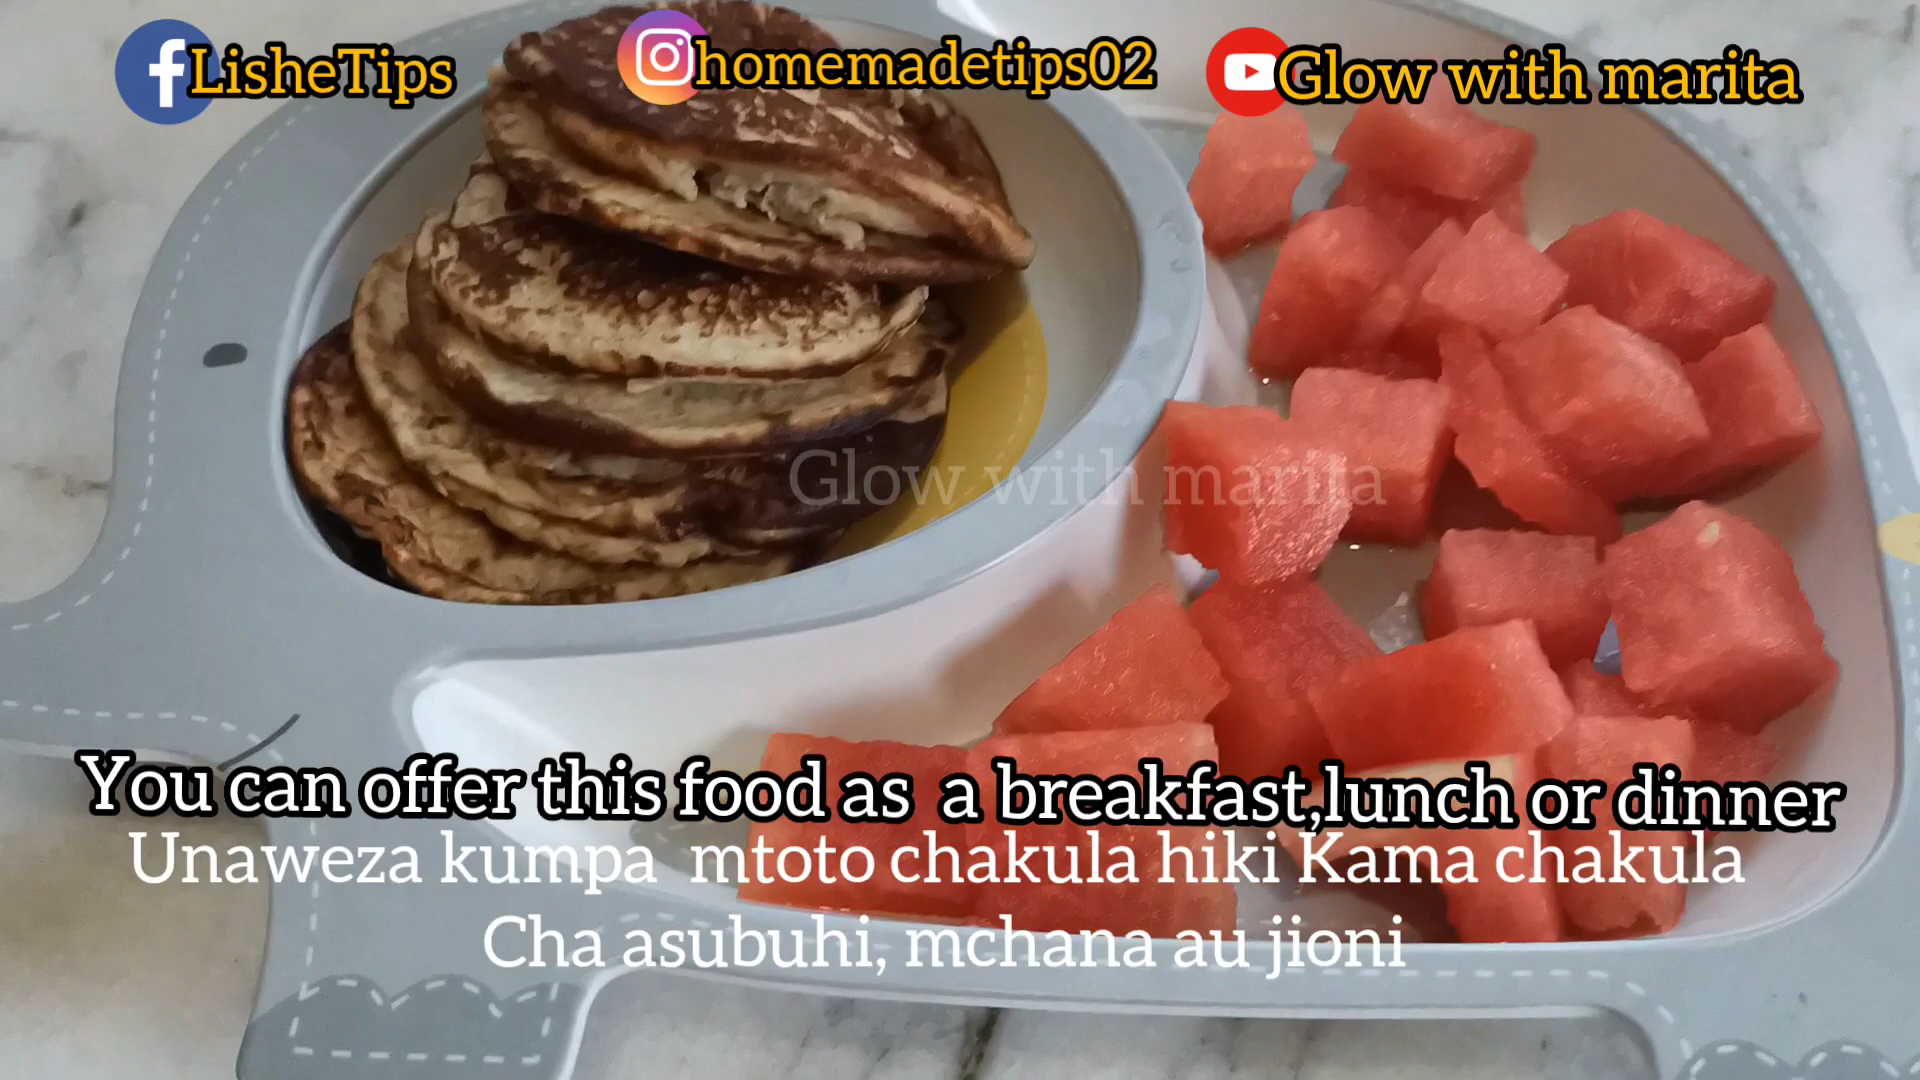 LisheTips
homemadetips02
Glow with marita
Glow with marita
You can offer this food as a breakfast,lunch or dinner
Unaweza kumpa mtoto chakula hiki Kama chakula
Cha asubuhi, mchana au jioni